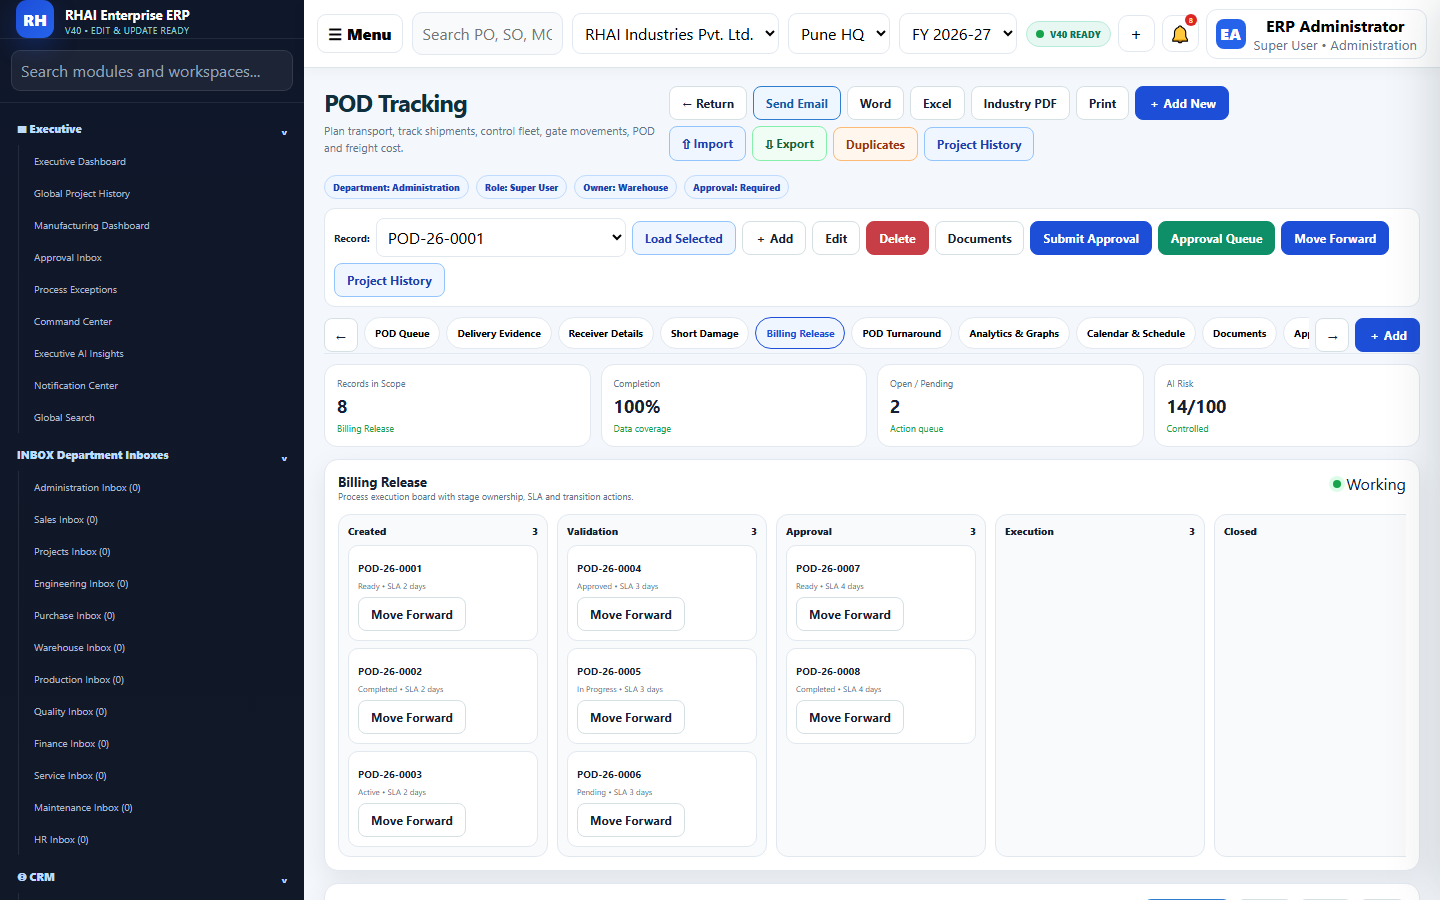 RH
RHAI Enterprise ERP
V40 • EDIT & UPDATE READY
Search modules and workspaces...
Executive
Executive Dashboard
Global Project History
Manufacturing Dashboard
Approval Inbox
Process Exceptions
Command Center
Executive AI Insights
Notification Center
Global Search
INBOX Department Inboxes
Administration Inbox (0)
Sales Inbox (0)
Projects Inbox (0)
Engineering Inbox (0)
Purchase Inbox (0)
Warehouse Inbox (0)
Production Inbox (0)
Quality Inbox (0)
Finance Inbox (0)
Service Inbox (0)
Maintenance Inbox (0)
HR Inbox (0)
CRM
☰ Menu
Search PO, SO, MC
RHAI Industries Pvt. Ltd.
Pune HQ
FY 2026-27
V40 READY
+
8
EA
ERP Administrator
Super User • Administration
POD Tracking
Plan transport, track shipments, control fleet, gate movements, POD
and freight cost.
← Return
Send Email
Word
Excel
Industry PDF
Print
+ Add New
⇧ Import
⇩ Export
Duplicates
Project History
Department: Administration
Role: Super User
Owner: Warehouse
Approval: Required
Record:
POD-26-0001
Load Selected
+ Add
Edit
Delete
Documents
Submit Approval
Approval Queue
Move Forward
Project History
←
POD Queue
Delivery Evidence
Receiver Details
Short Damage
Billing Release
POD Turnaround
Analytics & Graphs
Calendar & Schedule
Documents
→
+ Add
Records in Scope
8
Billing Release
Completion
100%
Data coverage
Open / Pending
2
Action queue
AI Risk
14/100
Controlled
Billing Release
Process execution board with stage ownership, SLA and transition actions.
Working
Created 3
POD-26-0001
Ready • SLA 2 days
Move Forward
POD-26-0002
Completed • SLA 2 days
Move Forward
POD-26-0003
Active • SLA 2 days
Move Forward
Validation 3
POD-26-0004
Approved • SLA 3 days
Move Forward
POD-26-0005
In Progress • SLA 3 days
Move Forward
POD-26-0006
Pending • SLA 3 days
Move Forward
Approval 3
POD-26-0007
Ready • SLA 4 days
Move Forward
POD-26-0008
Completed • SLA 4 days
Move Forward
Execution 3
Closed